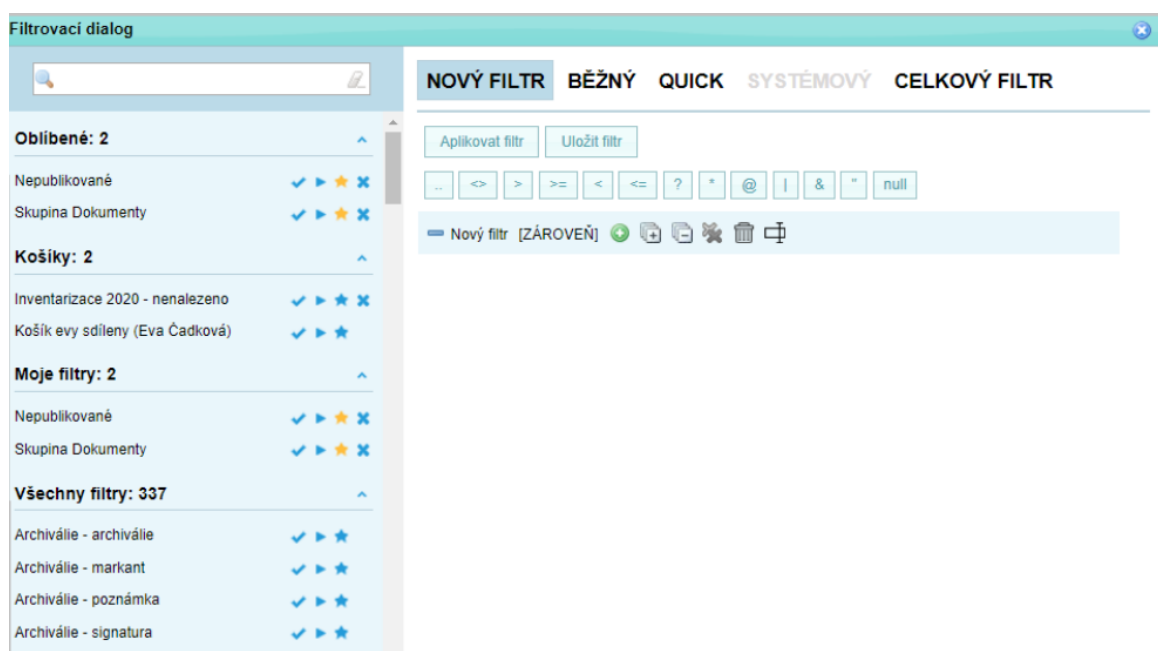 Filtrovací dialog
Oblíbené: 2
Nepublikované
Skupina Dokumenty
Košíky: 2
Inventarizace 2020 - nenalezeno
Košík evy sdíleny (Eva Čadková)
Moje filtry: 2
Nepublikované
Skupina Dokumenty
Všechny filtry: 337
Archiválie - archiválie
Archiválie - markant
Archiválie - poznámka
Archiválie - signatura
NOVÝ FILTR BĚŽNÝ QUICK SYSTÉMOVÝ CELKOVÝ FILTR
Aplikovat filtr Uložit filtr
.. <> > >= < <= ? * @ | & " null
Nový filtr [ZÁROVEŇ]